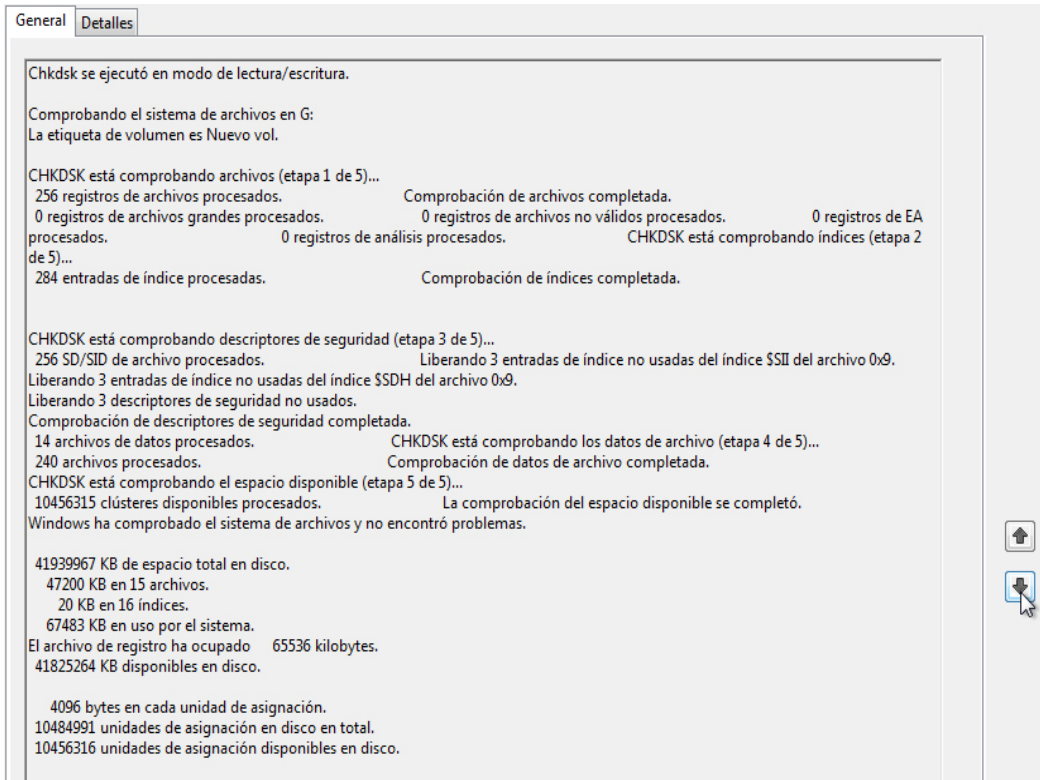 General Detalles
Chkdsk se ejecutó en modo de lectura/escritura.
Comprobando el sistema de archivos en G:
La etiqueta de volumen es Nuevo vol.
CHKDSK está comprobando archivos (etapa 1 de 5)...
256 registros de archivos procesados. Comprobación de archivos completada.
0 registros de archivos grandes procesados. 0 registros de archivos no válidos procesados. 0 registros de EA
procesados. 0 registros de análisis procesados. CHKDSK está comprobando índices (etapa 2
de 5)...
284 entradas de índice procesadas. Comprobación de índices completada.
CHKDSK está comprobando descriptores de seguridad (etapa 3 de 5)...
256 SD/SID de archivo procesados. Liberando 3 entradas de índice no usadas del índice $SII del archivo 0x9.
Liberando 3 entradas de índice no usadas del índice $SDH del archivo 0x9.
Liberando 3 descriptores de seguridad no usados.
Comprobación de descriptores de seguridad completada.
14 archivos de datos procesados. CHKDSK está comprobando los datos de archivo (etapa 4 de 5)...
240 archivos procesados. Comprobación de datos de archivo completada.
CHKDSK está comprobando el espacio disponible (etapa 5 de 5)...
10456315 clústeres disponibles procesados. La comprobación del espacio disponible se completó.
Windows ha comprobado el sistema de archivos y no encontró problemas.
41939967 KB de espacio total en disco.
47200 KB en 15 archivos.
20 KB en 16 índices.
67483 KB en uso por el sistema.
El archivo de registro ha ocupado 65536 kilobytes.
41825264 KB disponibles en disco.
4096 bytes en cada unidad de asignación.
10484991 unidades de asignación en disco en total.
10456316 unidades de asignación disponibles en disco.